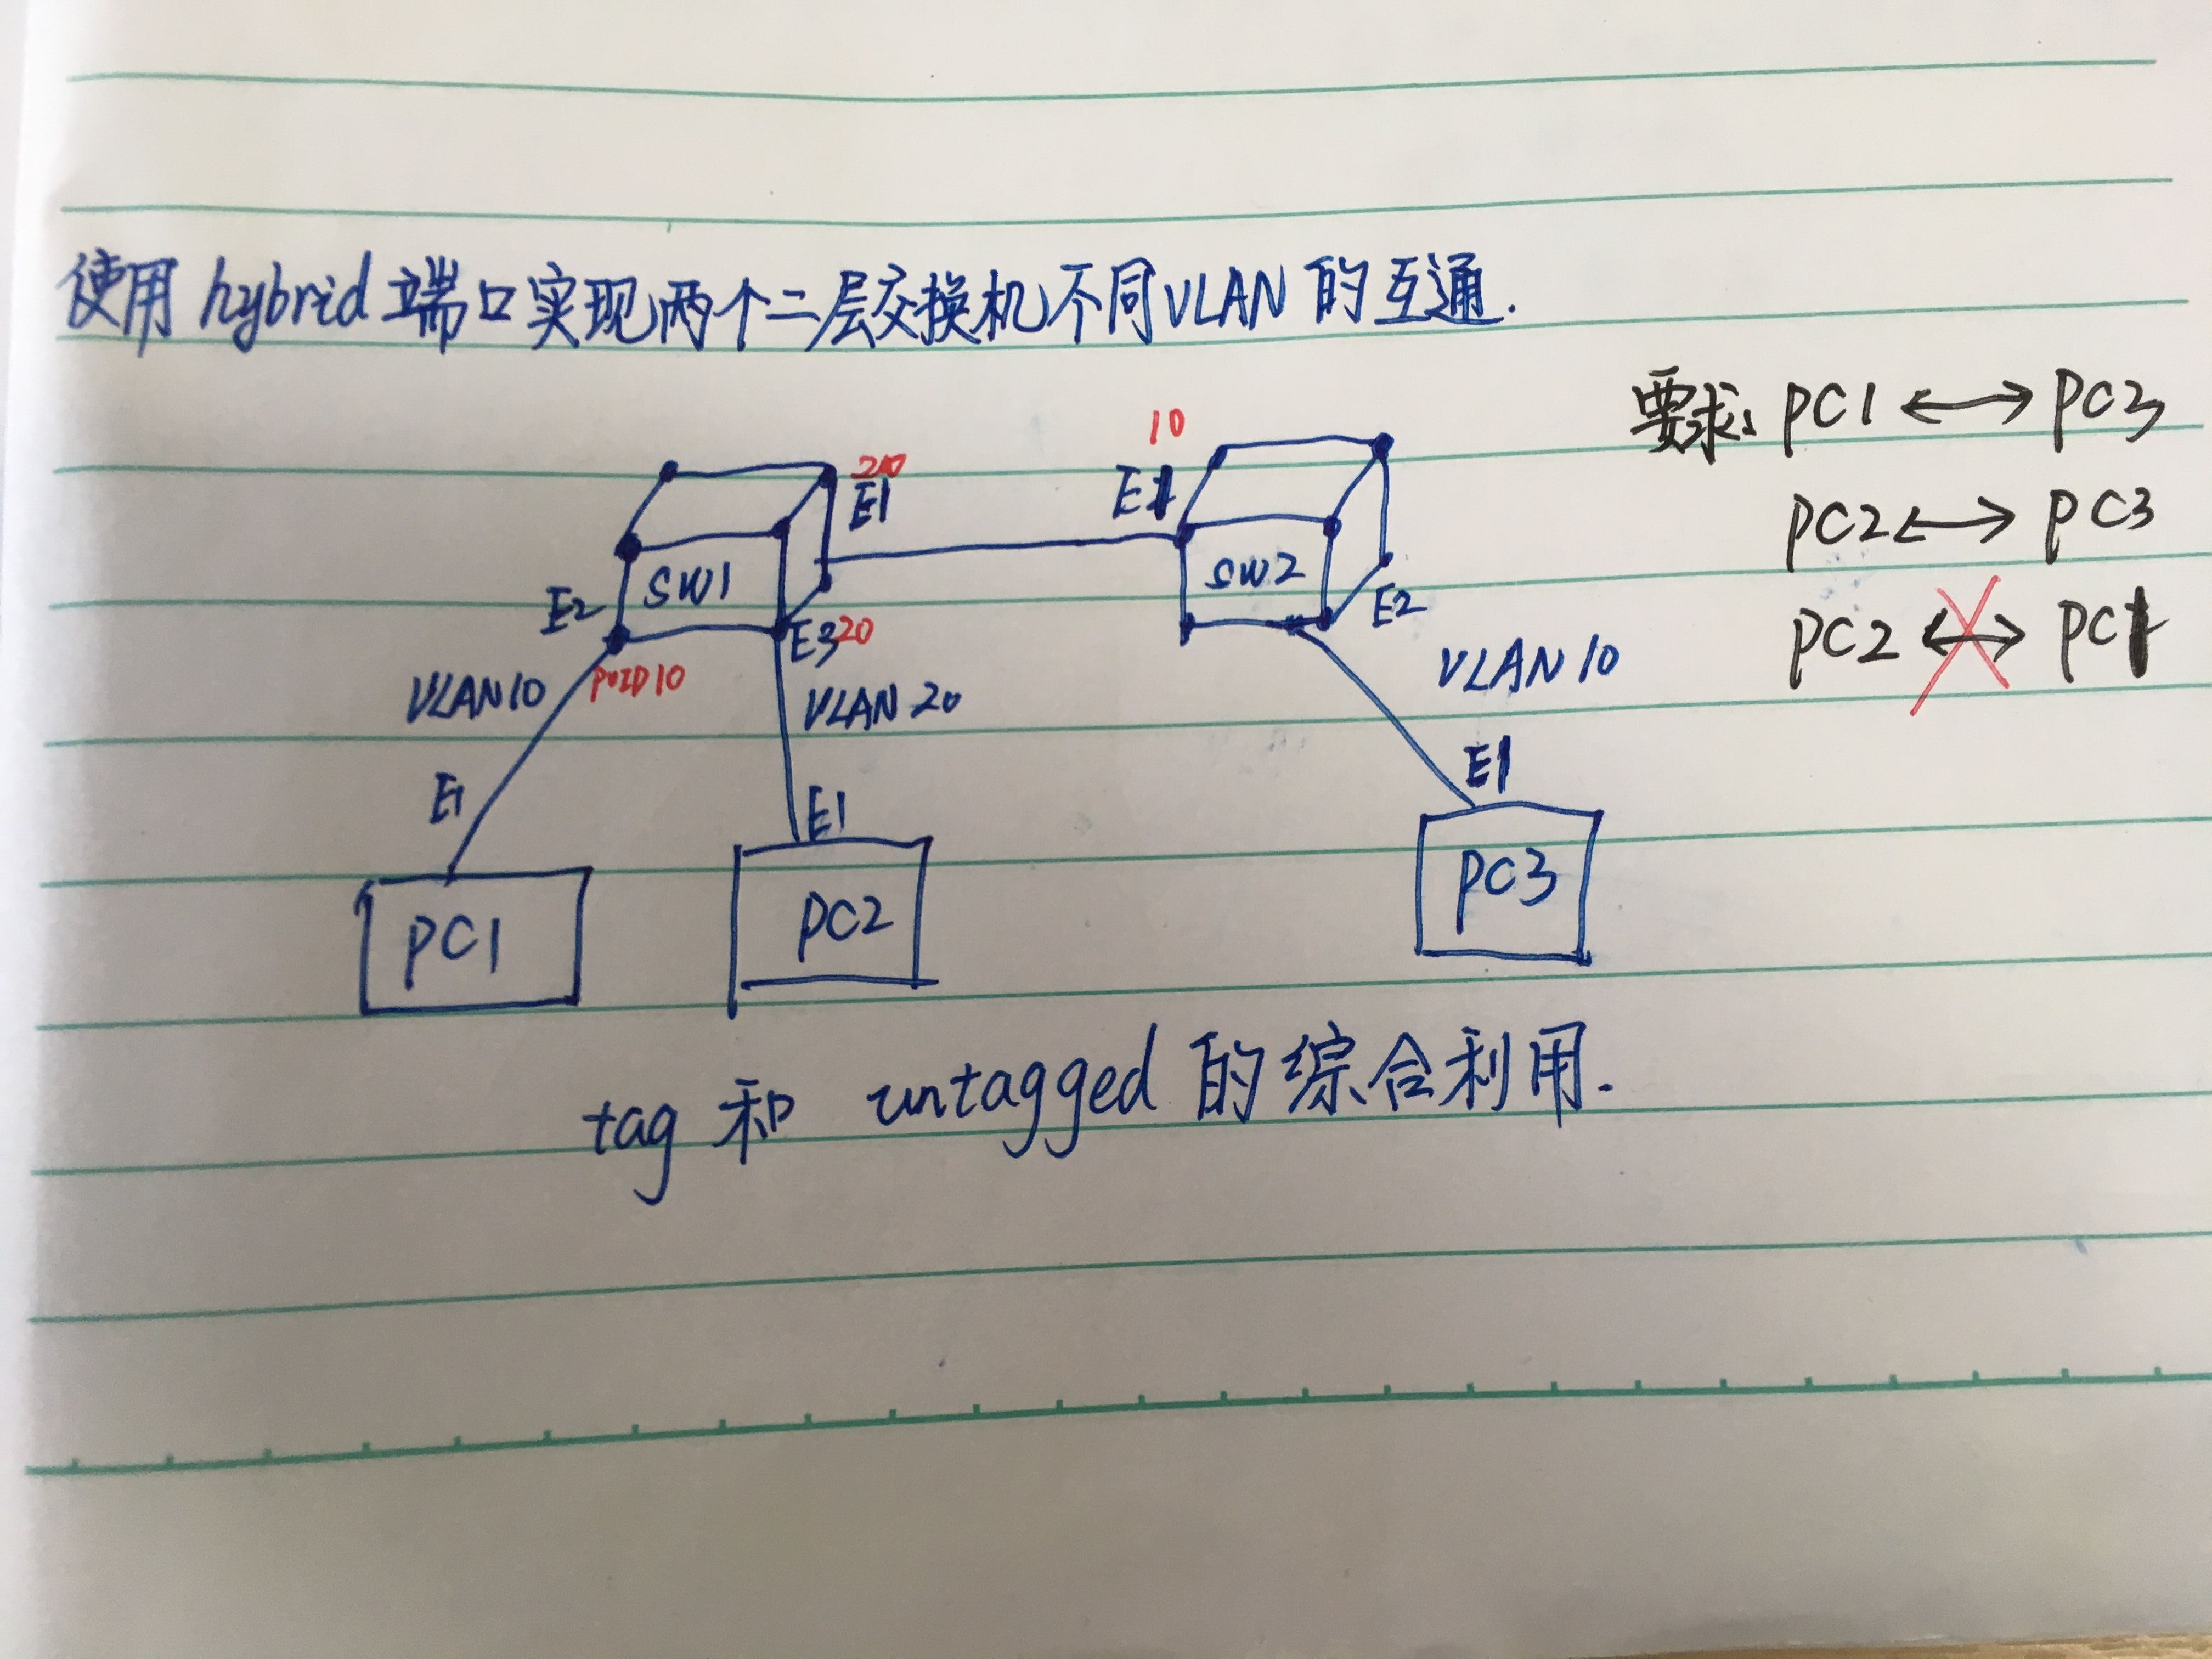 使用 hybrid 端口实现两个二层交换机不同VLAN 的互通.
要求: PC1 ↔ PC3
PC2 ↔ PC3
PC2 ↔ PC1
10
E1
E1
SW1
SW2
E2
E3 20
E2
VLAN10
PVID10
VLAN 20
VLAN 10
E1
E1
E1
PC1
PC2
PC3
tag 和 untagged 的综合利用.